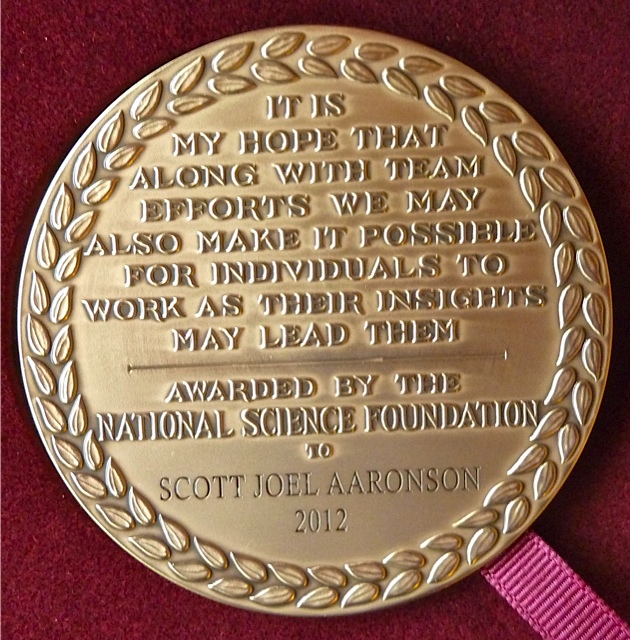 IT IS
MY HOPE THAT
ALONG WITH TEAM
EFFORTS WE MAY
ALSO MAKE IT POSSIBLE
FOR INDIVIDUALS TO
WORK AS THEIR INSIGHTS
MAY LEAD THEM
AWARDED BY THE
NATIONAL SCIENCE FOUNDATION
TO
SCOTT JOEL AARONSON
2012